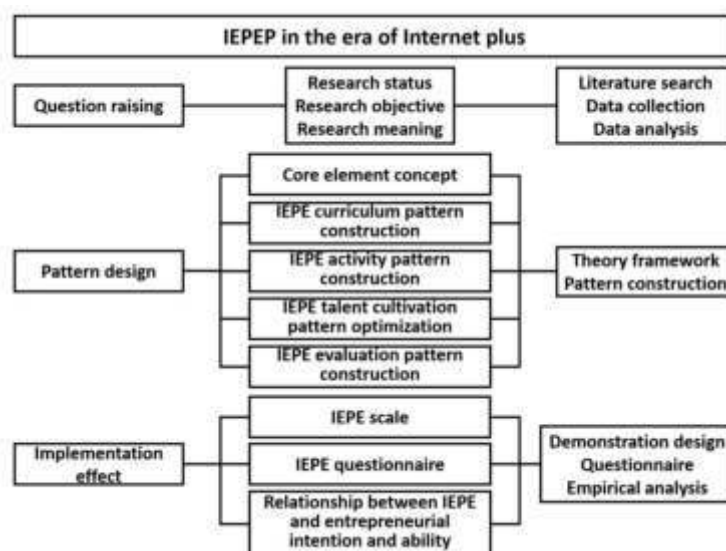 IEPEP in the era of Internet plus
Question raising
Research status
Research objective
Research meaning
Literature search
Data collection
Data analysis
Pattern design
Core element concept
IEPE curriculum pattern
construction
IEPE activity pattern
construction
IEPE talent cultivation
pattern optimization
IEPE evaluation pattern
construction
Theory framework
Pattern construction
Implementation
effect
IEPE scale
IEPE questionnaire
Relationship between IEPE
and entrepreneurial
intention and ability
Demonstration design
Questionnaire
Empirical analysis